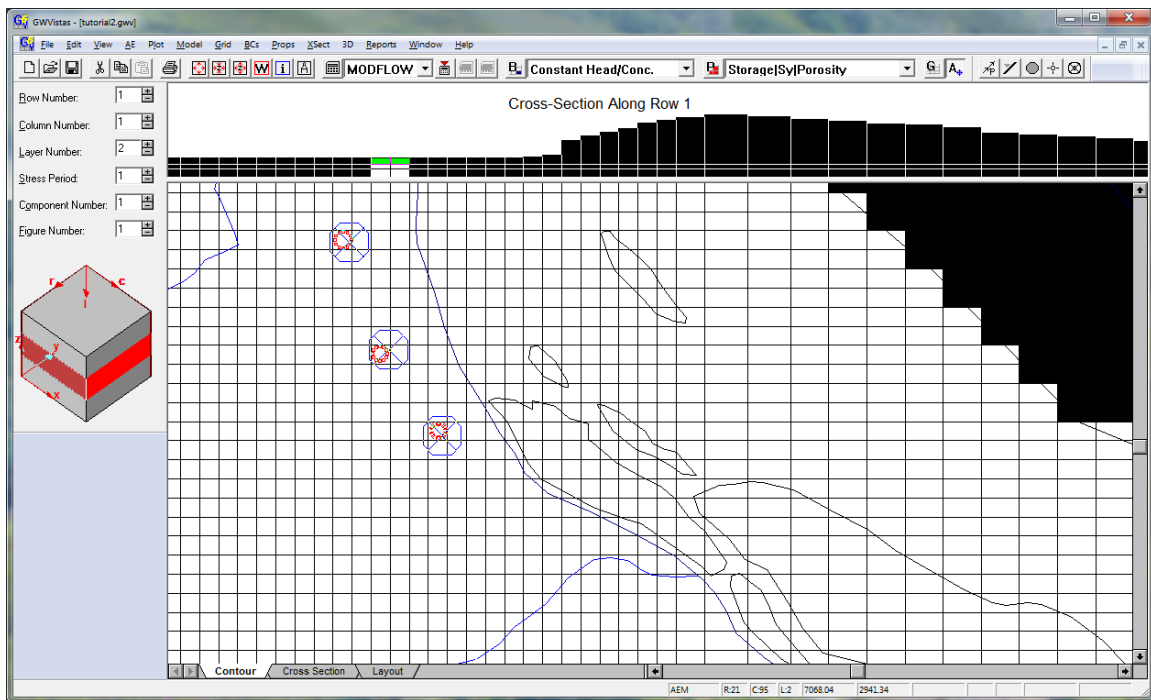 GWVistas - [tutorial2.gwv]
File Edit View AE Plot Model Grid BCs Props XSect 3D Reports Window Help
W i A MODFLOW B Constant Head/Conc. P Storage|Sy|Porosity G A P
Row Number: 1
Column Number: 1
Layer Number: 2
Stress Period: 1
Component Number: 1
Figure Number: 1
Cross-Section Along Row 1
r c
l
z y
x
Contour Cross Section Layout
AEM R:21 C:95 L:2 7068.04 2941.34